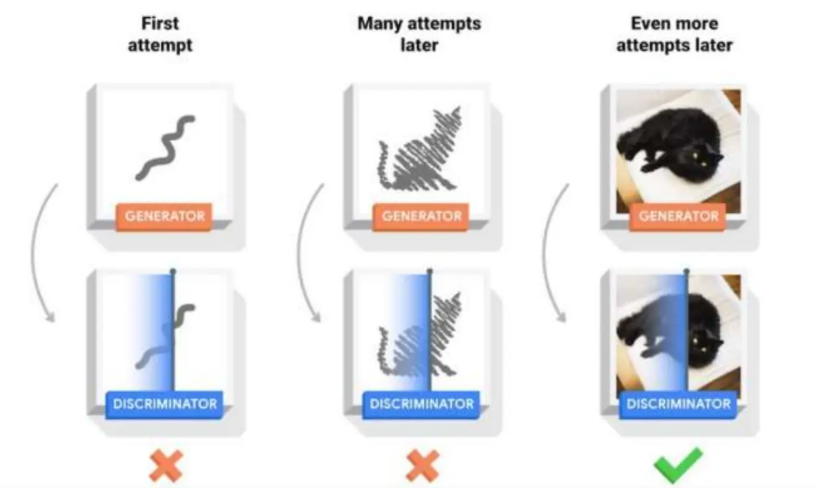 First
attempt
Many attempts
later
Even more
attempts later
GENERATOR
GENERATOR
GENERATOR
DISCRIMINATOR
DISCRIMINATOR
DISCRIMINATOR